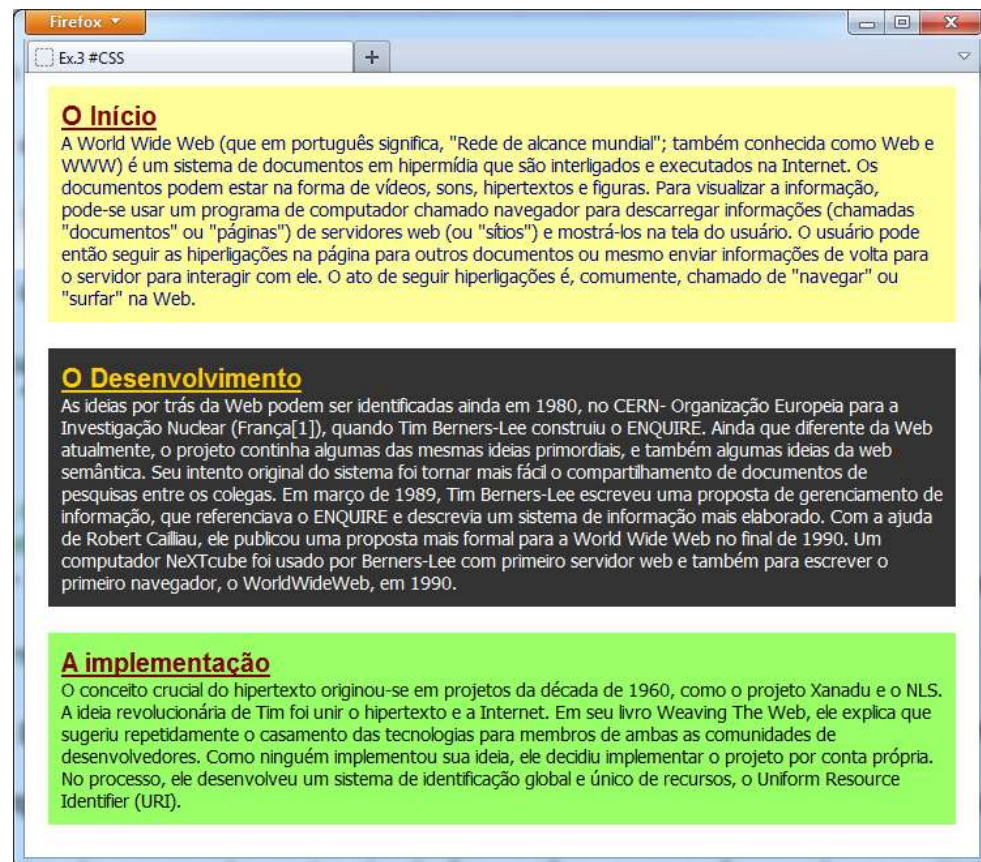 Firefox
Ex.3 #CSS
O Início
A World Wide Web (que em português significa, "Rede de alcance mundial"; também conhecida como Web e
WWW) é um sistema de documentos em hipermídia que são interligados e executados na Internet. Os
documentos podem estar na forma de vídeos, sons, hipertextos e figuras. Para visualizar a informação,
pode-se usar um programa de computador chamado navegador para descarregar informações (chamadas
"documentos" ou "páginas") de servidores web (ou "sítios") e mostrá-los na tela do usuário. O usuário pode
então seguir as hiperligações na página para outros documentos ou mesmo enviar informações de volta para
o servidor para interagir com ele. O ato de seguir hiperligações é, comumente, chamado de "navegar" ou
"surfar" na Web.
O Desenvolvimento
As ideias por trás da Web podem ser identificadas ainda em 1980, no CERN- Organização Europeia para a
Investigação Nuclear (França[1]), quando Tim Berners-Lee construiu o ENQUIRE. Ainda que diferente da Web
atualmente, o projeto continha algumas das mesmas ideias primordiais, e também algumas ideias da web
semântica. Seu intento original do sistema foi tornar mais fácil o compartilhamento de documentos de
pesquisas entre os colegas. Em março de 1989, Tim Berners-Lee escreveu uma proposta de gerenciamento de
informação, que referenciava o ENQUIRE e descrevia um sistema de informação mais elaborado. Com a ajuda
de Robert Cailliau, ele publicou uma proposta mais formal para a World Wide Web no final de 1990. Um
computador NeXTcube foi usado por Berners-Lee com primeiro servidor web e também para escrever o
primeiro navegador, o WorldWideWeb, em 1990.
A implementação
O conceito crucial do hipertexto originou-se em projetos da década de 1960, como o projeto Xanadu e o NLS.
A ideia revolucionária de Tim foi unir o hipertexto e a Internet. Em seu livro Weaving The Web, ele explica que
sugeriu repetidamente o casamento das tecnologias para membros de ambas as comunidades de
desenvolvedores. Como ninguém implementou sua ideia, ele decidiu implementar o projeto por conta própria.
No processo, ele desenvolveu um sistema de identificação global e único de recursos, o Uniform Resource
Identifier (URI).